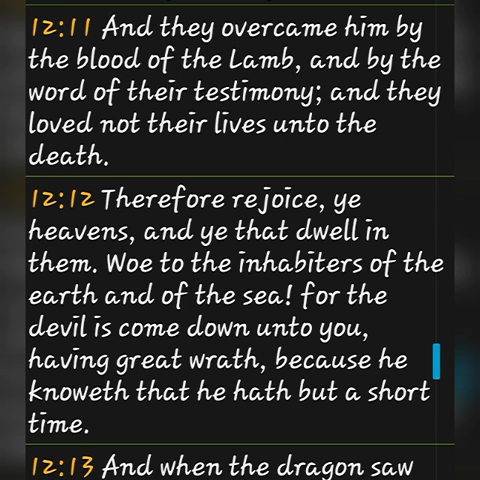 12:11 And they overcame him by
the blood of the Lamb, and by the
word of their testimony; and they
loved not their lives unto the
death.
12:12 Therefore rejoice, ye
heavens, and ye that dwell in
them. Woe to the inhabiters of the
earth and of the sea! for the
devil is come down unto you,
having great wrath, because he
knoweth that he hath but a short
time.
12:13 And when the dragon saw